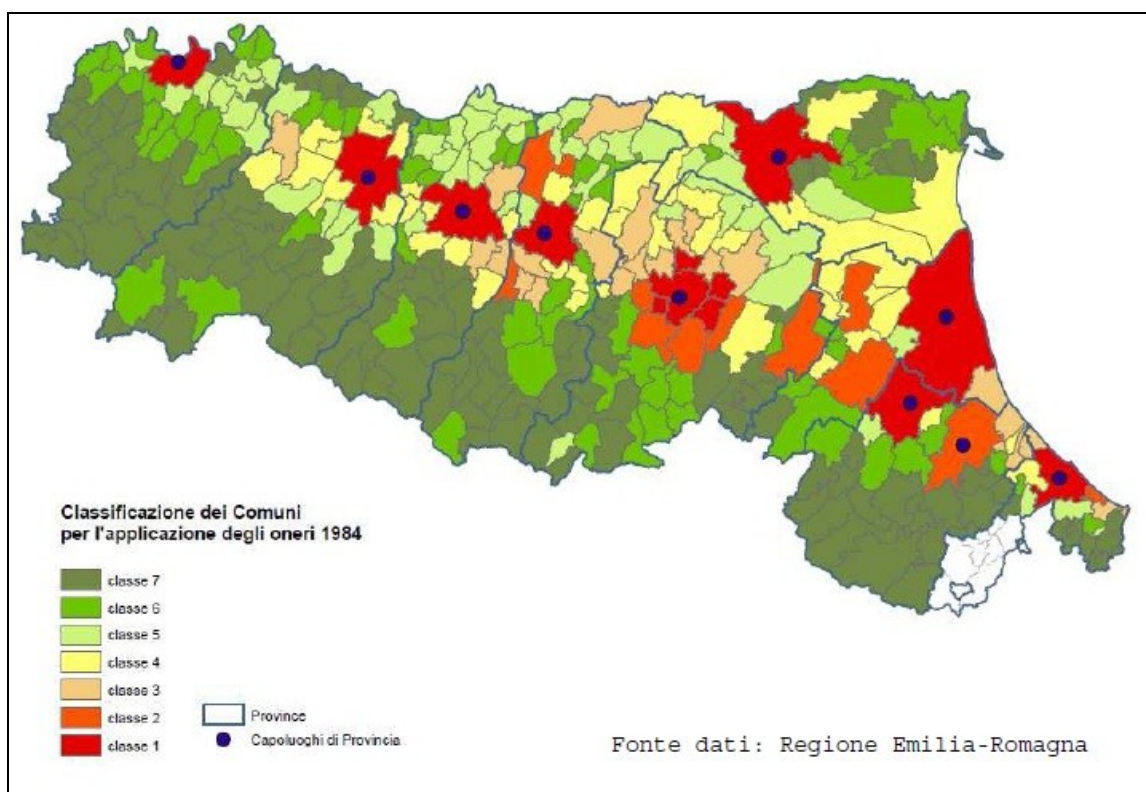 Classificazione dei Comuni
per l'applicazione degli oneri 1984
classe 7
classe 6
classe 5
classe 4
classe 3
classe 2
classe 1
Province
Capoluoghi di Provincia
Fonte dati: Regione Emilia-Romagna